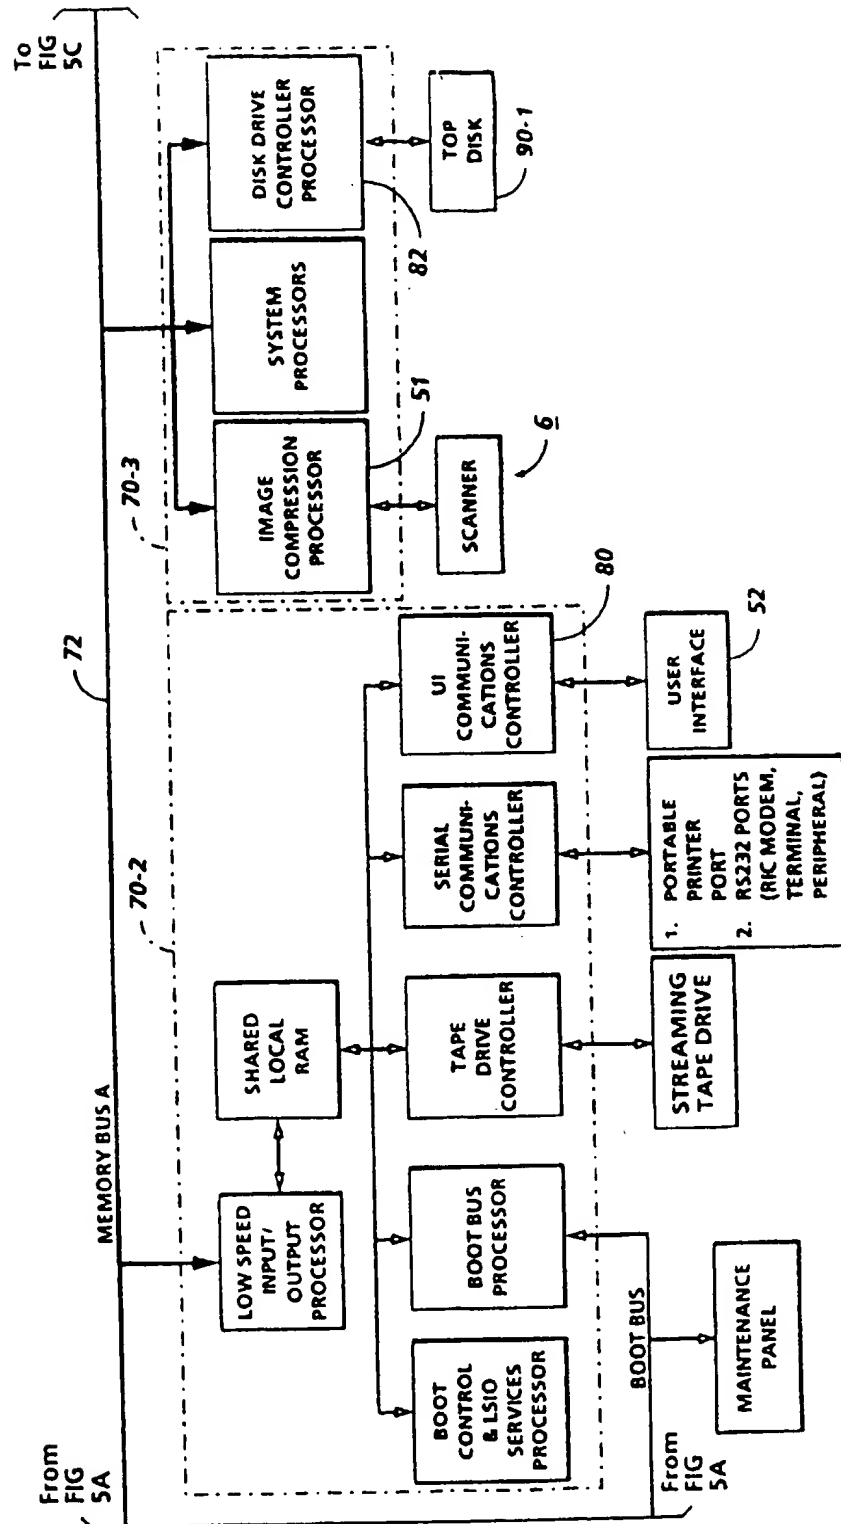 From
FIG
5A
MEMORY BUS A
72
To
FIG
5C
70-2
70-3
LOW SPEED
INPUT/
OUTPUT
PROCESSOR
SHARED
LOCAL
RAM
IMAGE
COMPRESSION
PROCESSOR
51
SYSTEM
PROCESSORS
DISK DRIVE
CONTROLLER
PROCESSOR
82
SCANNER
6
TOP
DISK
90-1
BOOT
CONTROL
& LSIO
SERVICES
PROCESSOR
BOOT BUS
PROCESSOR
TAPE
DRIVE
CONTROLLER
SERIAL
COMMUNI-
CATIONS
CONTROLLER
UI
COMMUNI-
CATIONS
CONTROLLER
80
BOOT BUS
From
FIG
5A
MAINTENANCE
PANEL
STREAMING
TAPE DRIVE
1. PORTABLE
PRINTER
PORT
2. RS232 PORTS
(RIC MODEM,
TERMINAL,
PERIPHERAL)
USER
INTERFACE
52